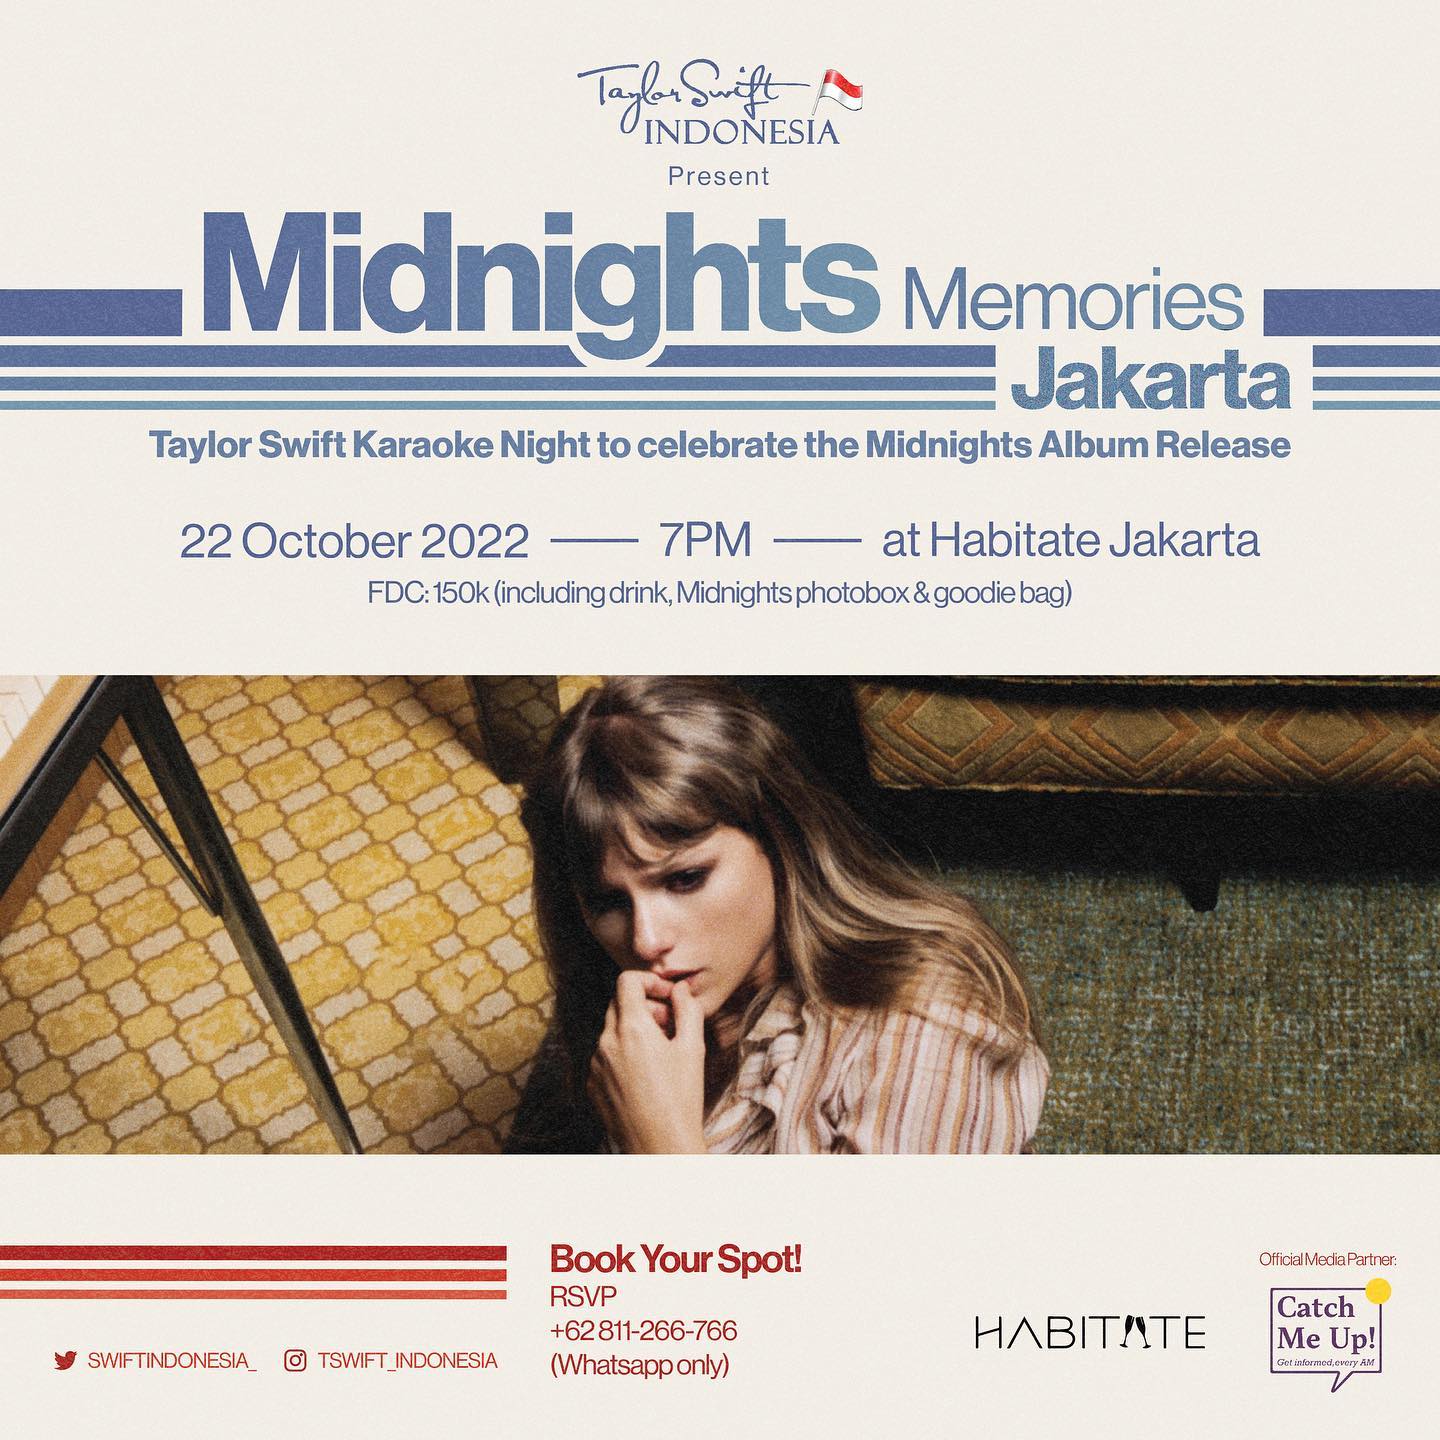 Taylor Swift
INDONESIA
Present
Midnights Memories
Jakarta
Taylor Swift Karaoke Night to celebrate the Midnights Album Release
22 October 2022 — 7PM — at Habitate Jakarta
FDC: 150k (including drink, Midnights photobox & goodie bag)
Book Your Spot!
RSVP
+62 811-266-766
(Whatsapp only)
SWIFTINDONESIA_ TSWIFT_INDONESIA
HABITATE
Official Media Partner:
Catch
Me Up!
Get informed,every AM